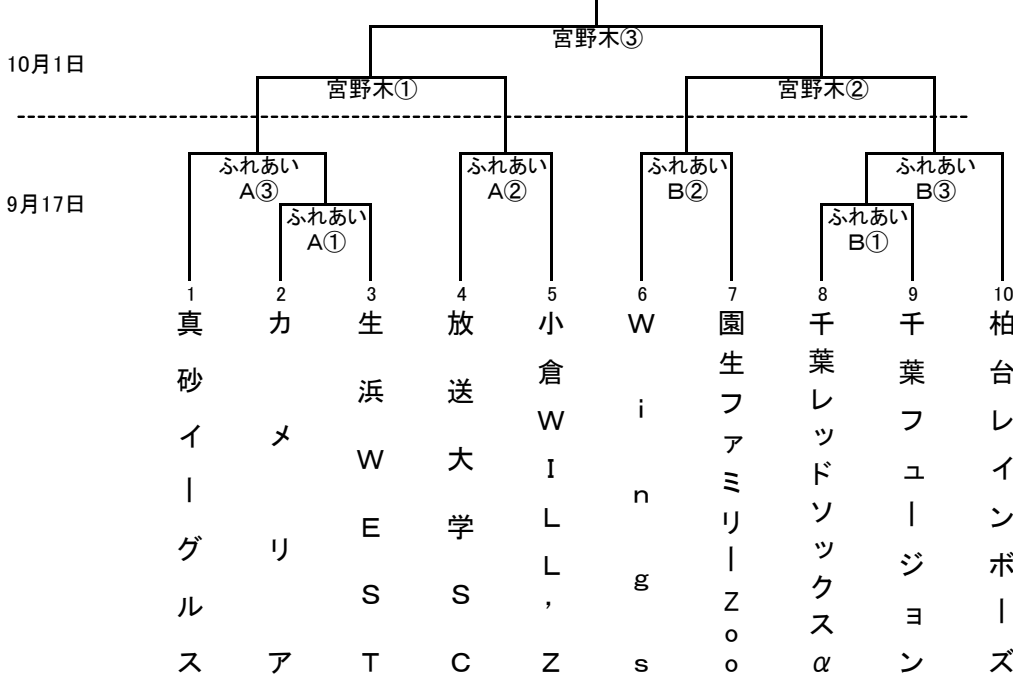 宮野木③
10月1日
宮野木①
宮野木②
ふれあい
A③
ふれあい
A②
ふれあい
B②
ふれあい
B③
9月17日
ふれあい
A①
ふれあい
B①
1
真砂イーグルス
2
カメリア
3
生浜WEST
4
放送大学SC
5
小倉WILL’Z
6
Wings
7
園生ファミリーZoo
8
千葉レッドソックスα
9
千葉フュージョン
10
柏台レインボーズ